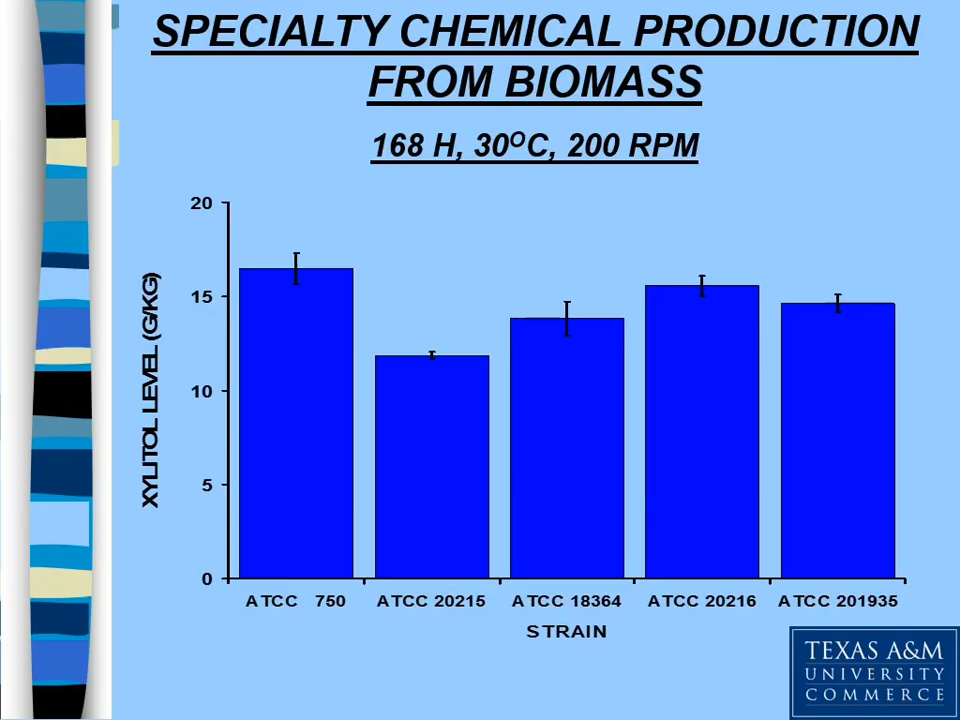 SPECIALTY CHEMICAL PRODUCTION
FROM BIOMASS
168 H, 30ᴼC, 200 RPM
XYLITOL LEVEL (G/KG)
20
15
10
5
0
ATCC 750 ATCC 20215 ATCC 18364 ATCC 20216 ATCC 201935
STRAIN
TEXAS A&M
UNIVERSITY
COMMERCE